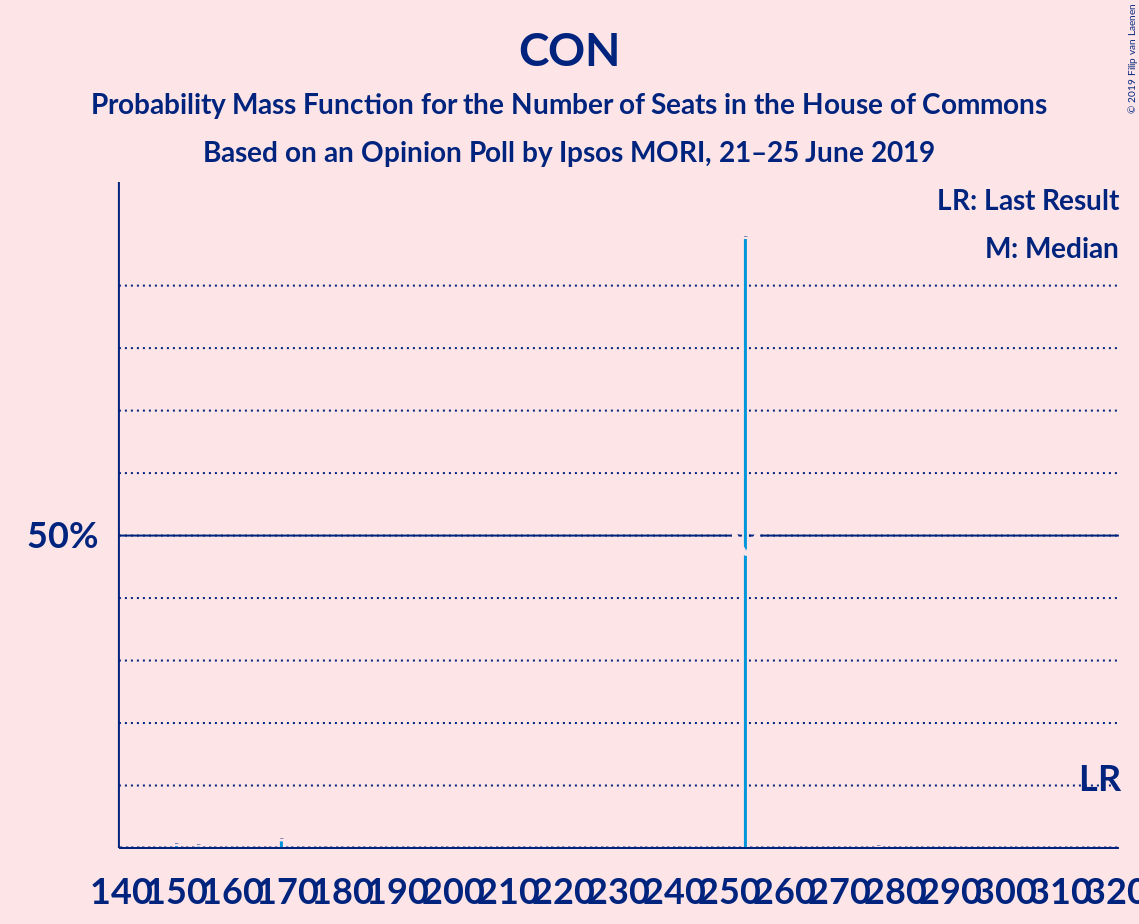 CON
Probability Mass Function for the Number of Seats in the House of Commons
Based on an Opinion Poll by Ipsos MORI, 21–25 June 2019
© 2019 Filip van Laenen
LR: Last Result
M: Median
50%
LR
140 150 160 170 180 190 200 210 220 230 240 250 260 270 280 290 300 310 320